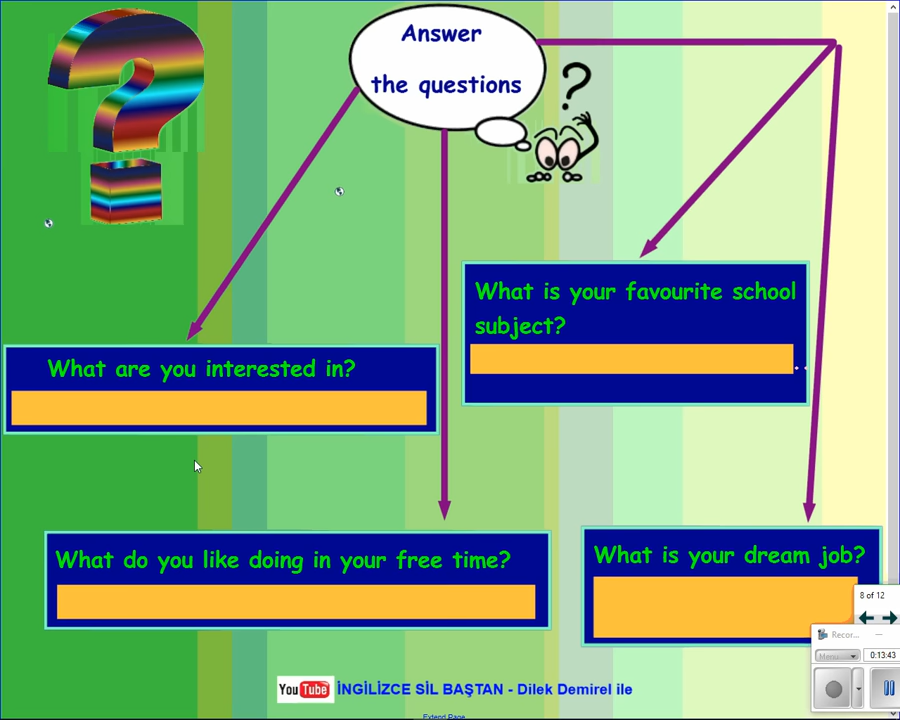 Answer
the questions
?
What is your favourite school
subject?
What are you interested in?
What do you like doing in your free time?
What is your dream job?
8 of 12
Recor...
Menu
0:13:43
YouTube İNGİLİZCE SİL BAŞTAN - Dilek Demirel ile
Extend Page